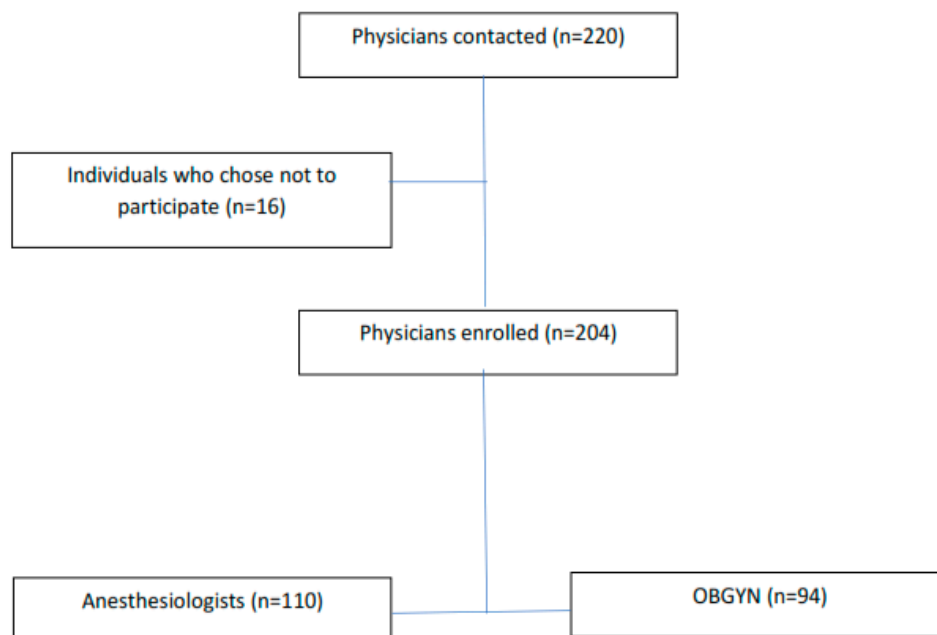 Physicians contacted (n=220)
Individuals who chose not to
participate (n=16)
Physicians enrolled (n=204)
Anesthesiologists (n=110)
OBGYN (n=94)